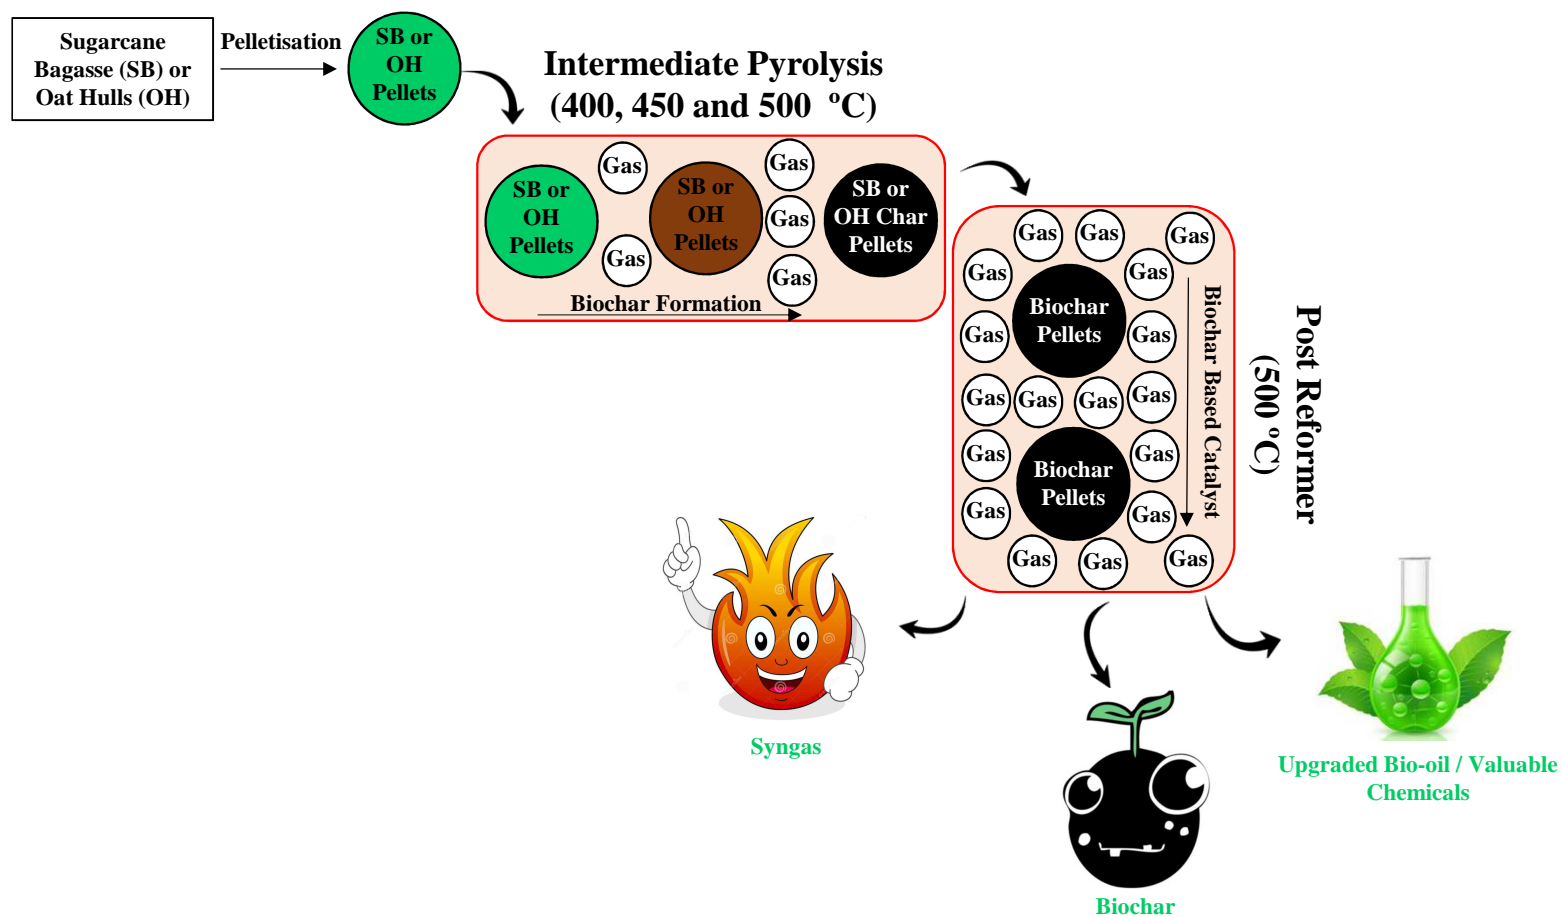 Sugarcane
Bagasse (SB) or
Oat Hulls (OH)
Pelletisation
SB or
OH
Pellets
Intermediate Pyrolysis
(400, 450 and 500 ºC)
SB or
OH
Pellets
Gas
Gas
SB or
OH
Pellets
Gas
Gas
Gas
SB or
OH Char
Pellets
Biochar Formation
Gas
Gas
Gas
Gas
Gas
Biochar
Pellets
Gas
Gas
Gas
Gas
Gas
Gas
Gas
Gas
Biochar
Pellets
Gas
Gas
Gas
Gas
Gas
Biochar Based Catalyst
Post Reformer
(500 ºC)
Syngas
Biochar
Upgraded Bio-oil / Valuable
Chemicals